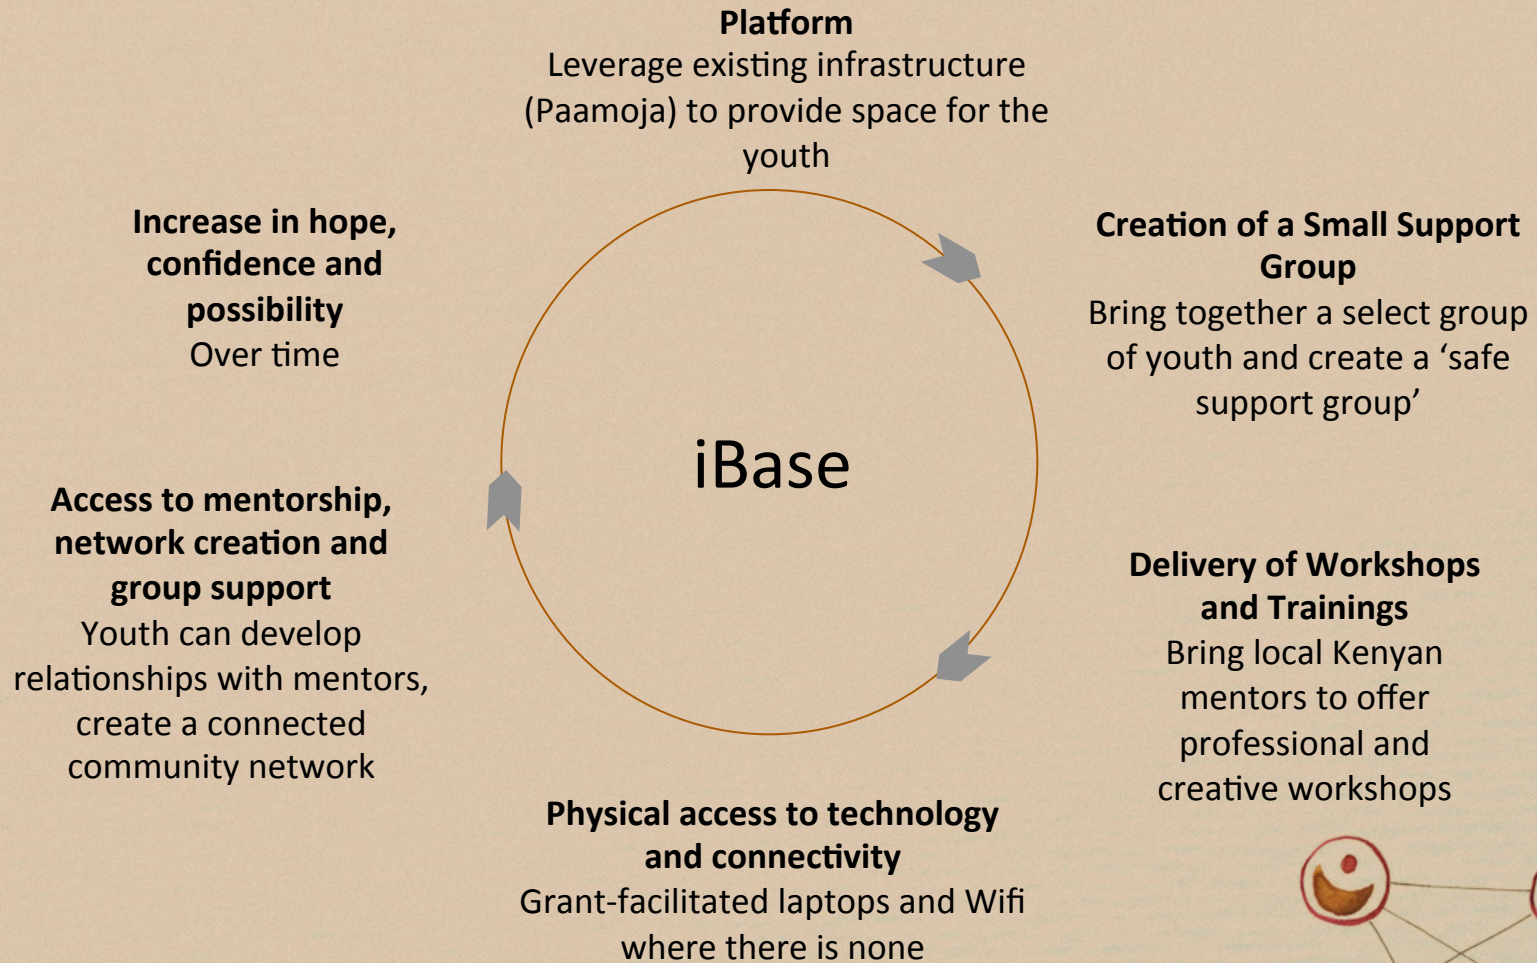 Platform
Leverage existing infrastructure
(Paamoja) to provide space for the
youth
Creation of a Small Support
Group
Bring together a select group
of youth and create a ‘safe
support group’
Delivery of Workshops
and Trainings
Bring local Kenyan
mentors to offer
professional and
creative workshops
Physical access to technology
and connectivity
Grant-facilitated laptops and Wifi
where there is none
Access to mentorship,
network creation and
group support
Youth can develop
relationships with mentors,
create a connected
community network
Increase in hope,
confidence and
possibility
Over time
iBase